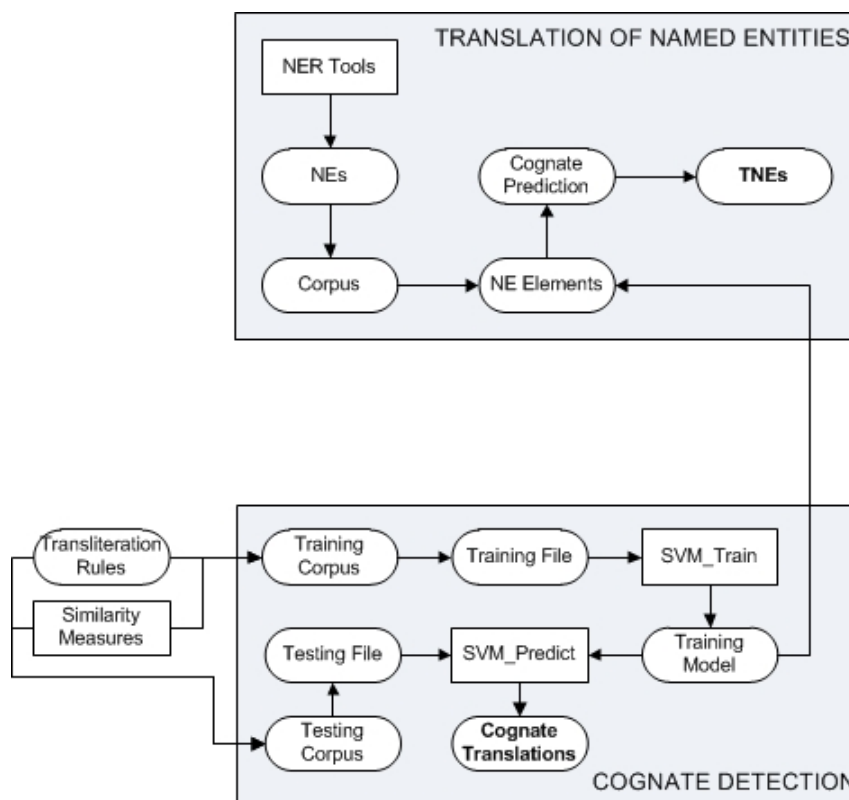 TRANSLATION OF NAMED ENTITIES
NER Tools
NEs
Cognate
Prediction
TNEs
Corpus
NE Elements
Transliteration
Rules
Training
Corpus
Training File
SVM_Train
Similarity
Measures
Testing File
SVM_Predict
Training
Model
Testing
Corpus
Cognate
Translations
COGNATE DETECTION